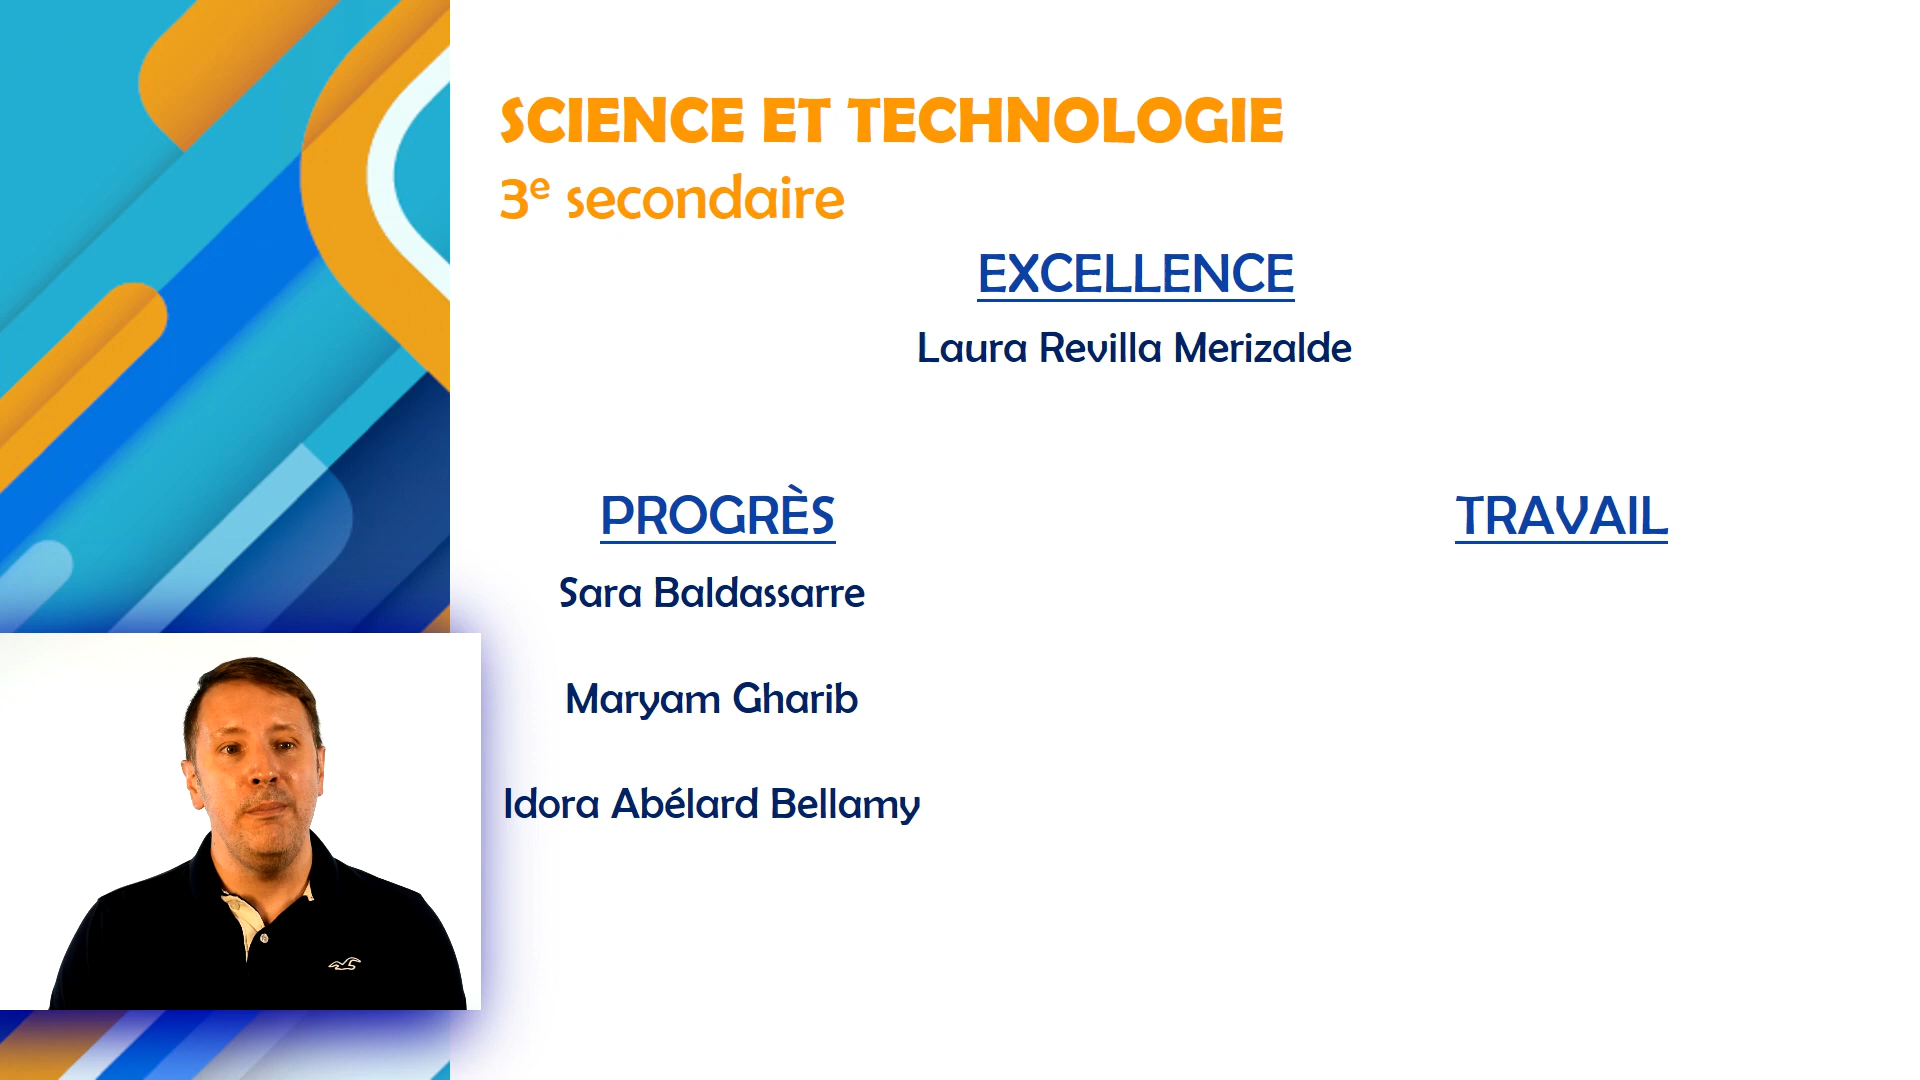 SCIENCE ET TECHNOLOGIE
3e secondaire
EXCELLENCE
Laura Revilla Merizalde
PROGRÈS
Sara Baldassarre
Maryam Gharib
Idora Abélard Bellamy
TRAVAIL